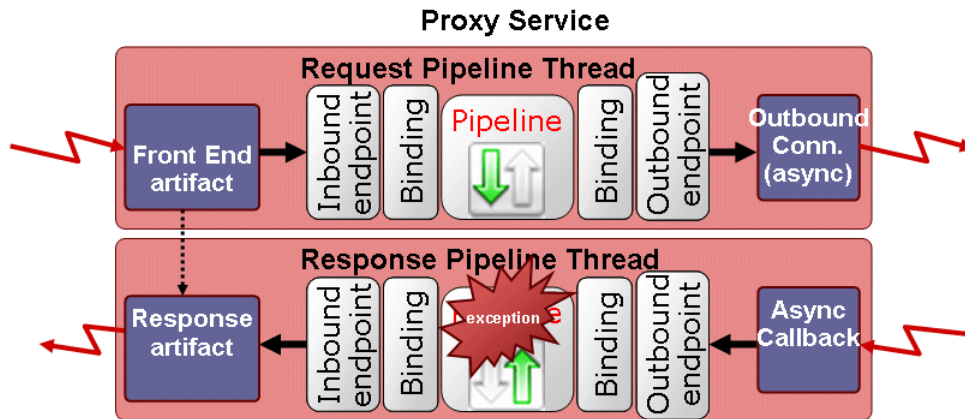 Proxy Service
Request Pipeline Thread
Front End
artifact
Inbound
endpoint
Binding
Pipeline
Binding
Outbound
endpoint
Outbound
Conn.
(async)
Response Pipeline Thread
Response
artifact
Inbound
endpoint
Binding
exception
Binding
Outbound
endpoint
Async
Callback